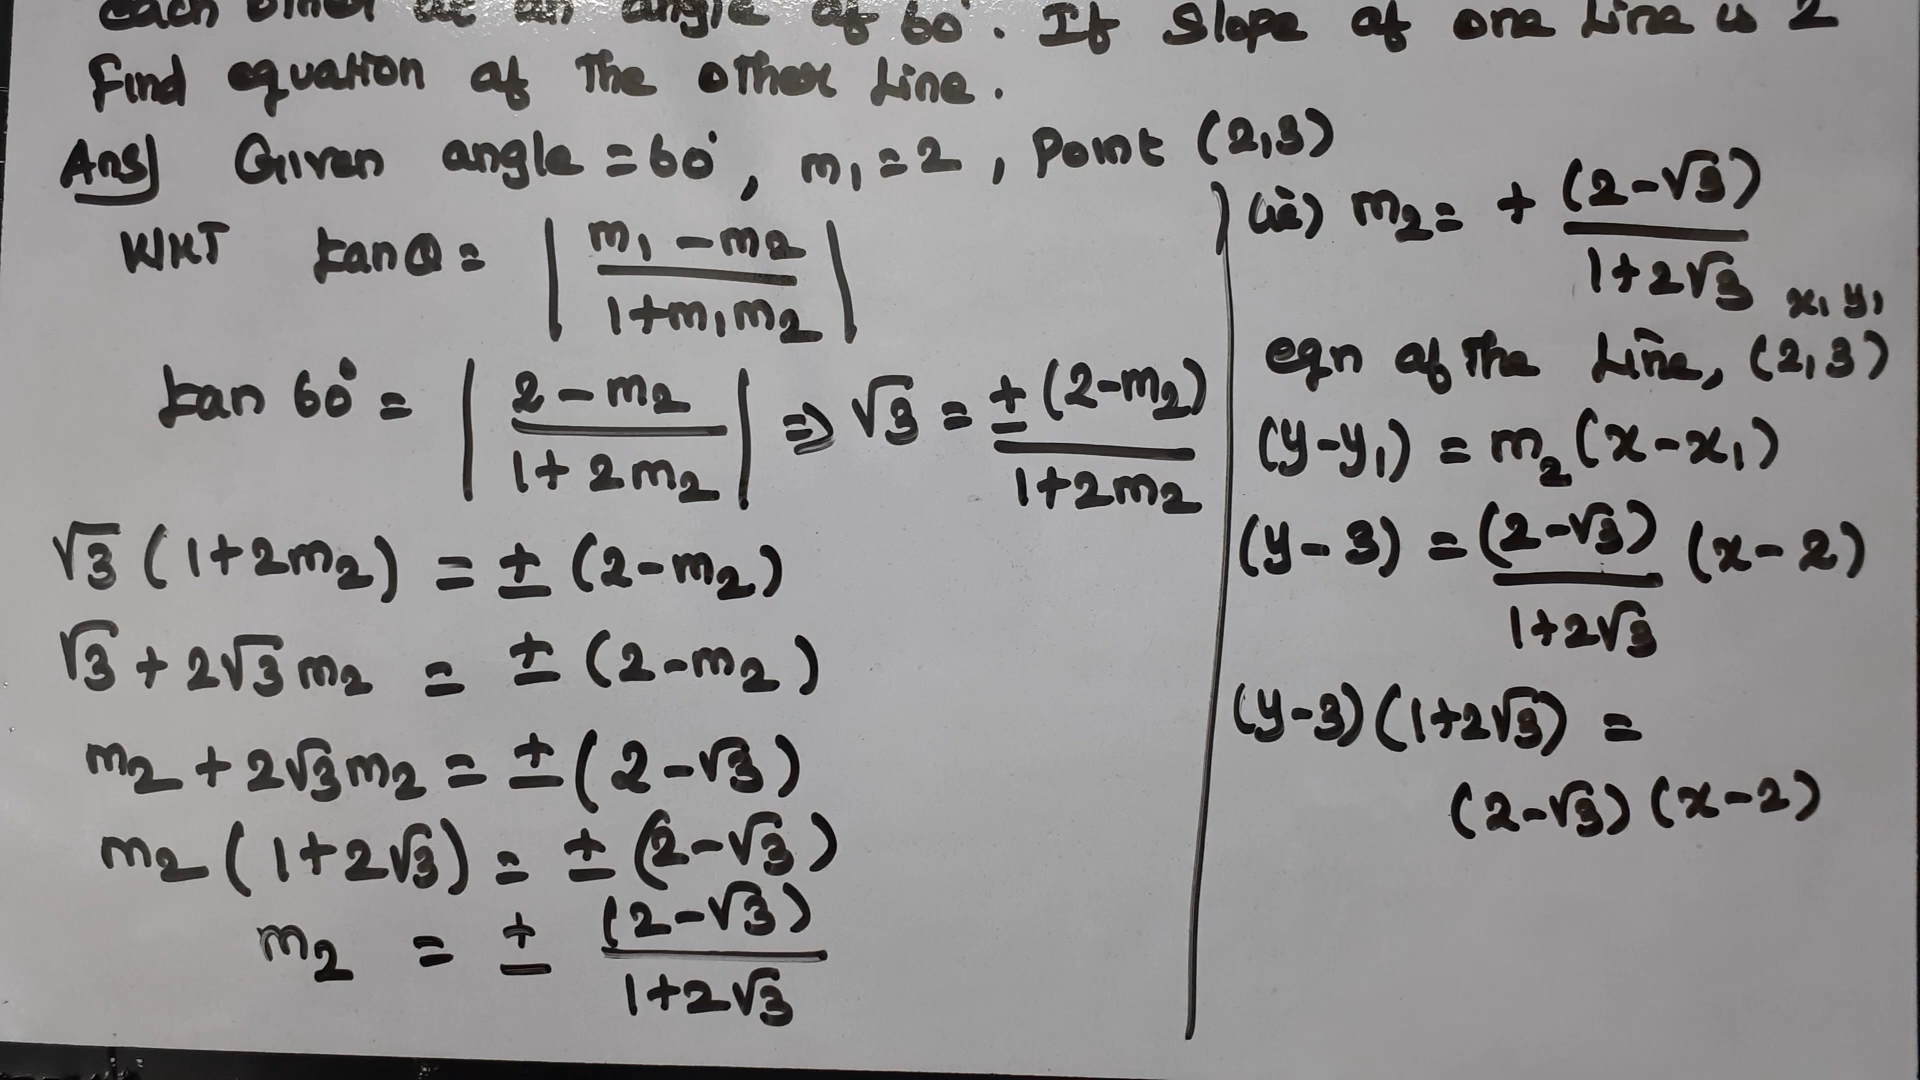 each other at an angle of 60°. If Slope of one Line is 2
Find equation of The other Line.
Ans) Given angle = 60°, m₁ = 2, Point (2,3)
WKT tanθ = | (m₁ - m₂) / (1+m₁m₂) |
tan 60° = | (2 - m₂) / (1+2m₂) | ⇒ √3 = ±(2-m₂) / (1+2m₂)
√3 (1+2m₂) = ± (2-m₂)
√3 + 2√3 m₂ = ± (2-m₂)
m₂ + 2√3 m₂ = ± (2-√3)
m₂ (1+2√3) = ± (2-√3)
m₂ = ± (2-√3) / (1+2√3)
m₂ = + (2-√3) / (1+2√3)
x₁ y₁
eqn of The Line, (2,3)
(y-y₁) = m₂ (x-x₁)
(y-3) = (2-√3) / (1+2√3) (x-2)
(y-3)(1+2√3) =
(2-√3) (x-2)